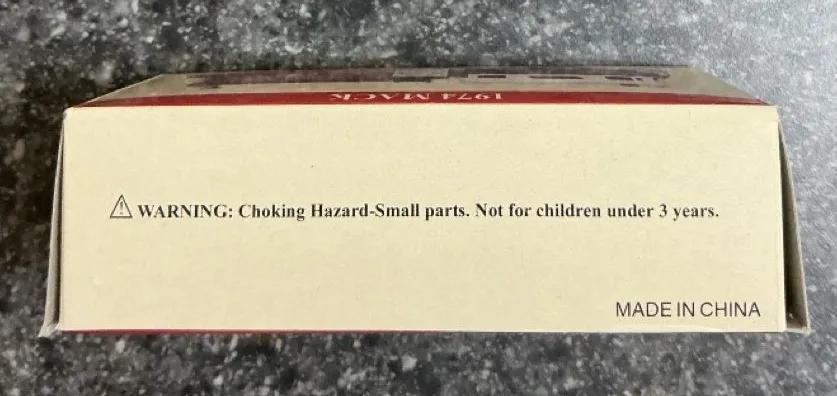 1974 MACK
⚠ WARNING: Choking Hazard-Small parts. Not for children under 3 years.
MADE IN CHINA